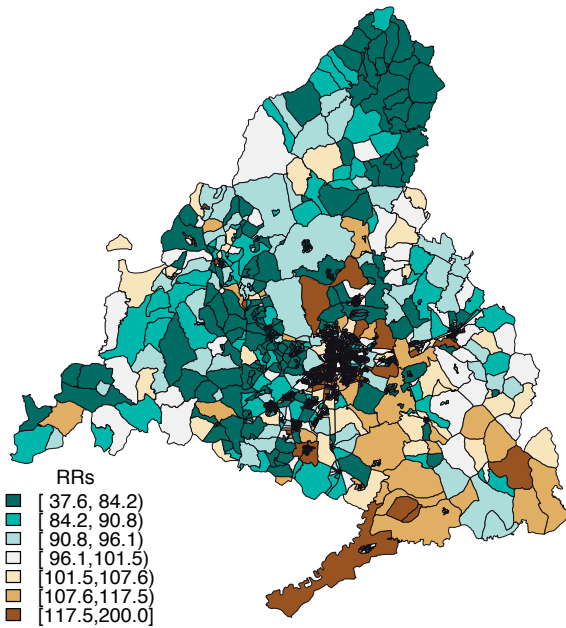 RRs
[ 37.6, 84.2)
[ 84.2, 90.8)
[ 90.8, 96.1)
[ 96.1,101.5)
[101.5,107.6)
[107.6,117.5)
[117.5,200.0]